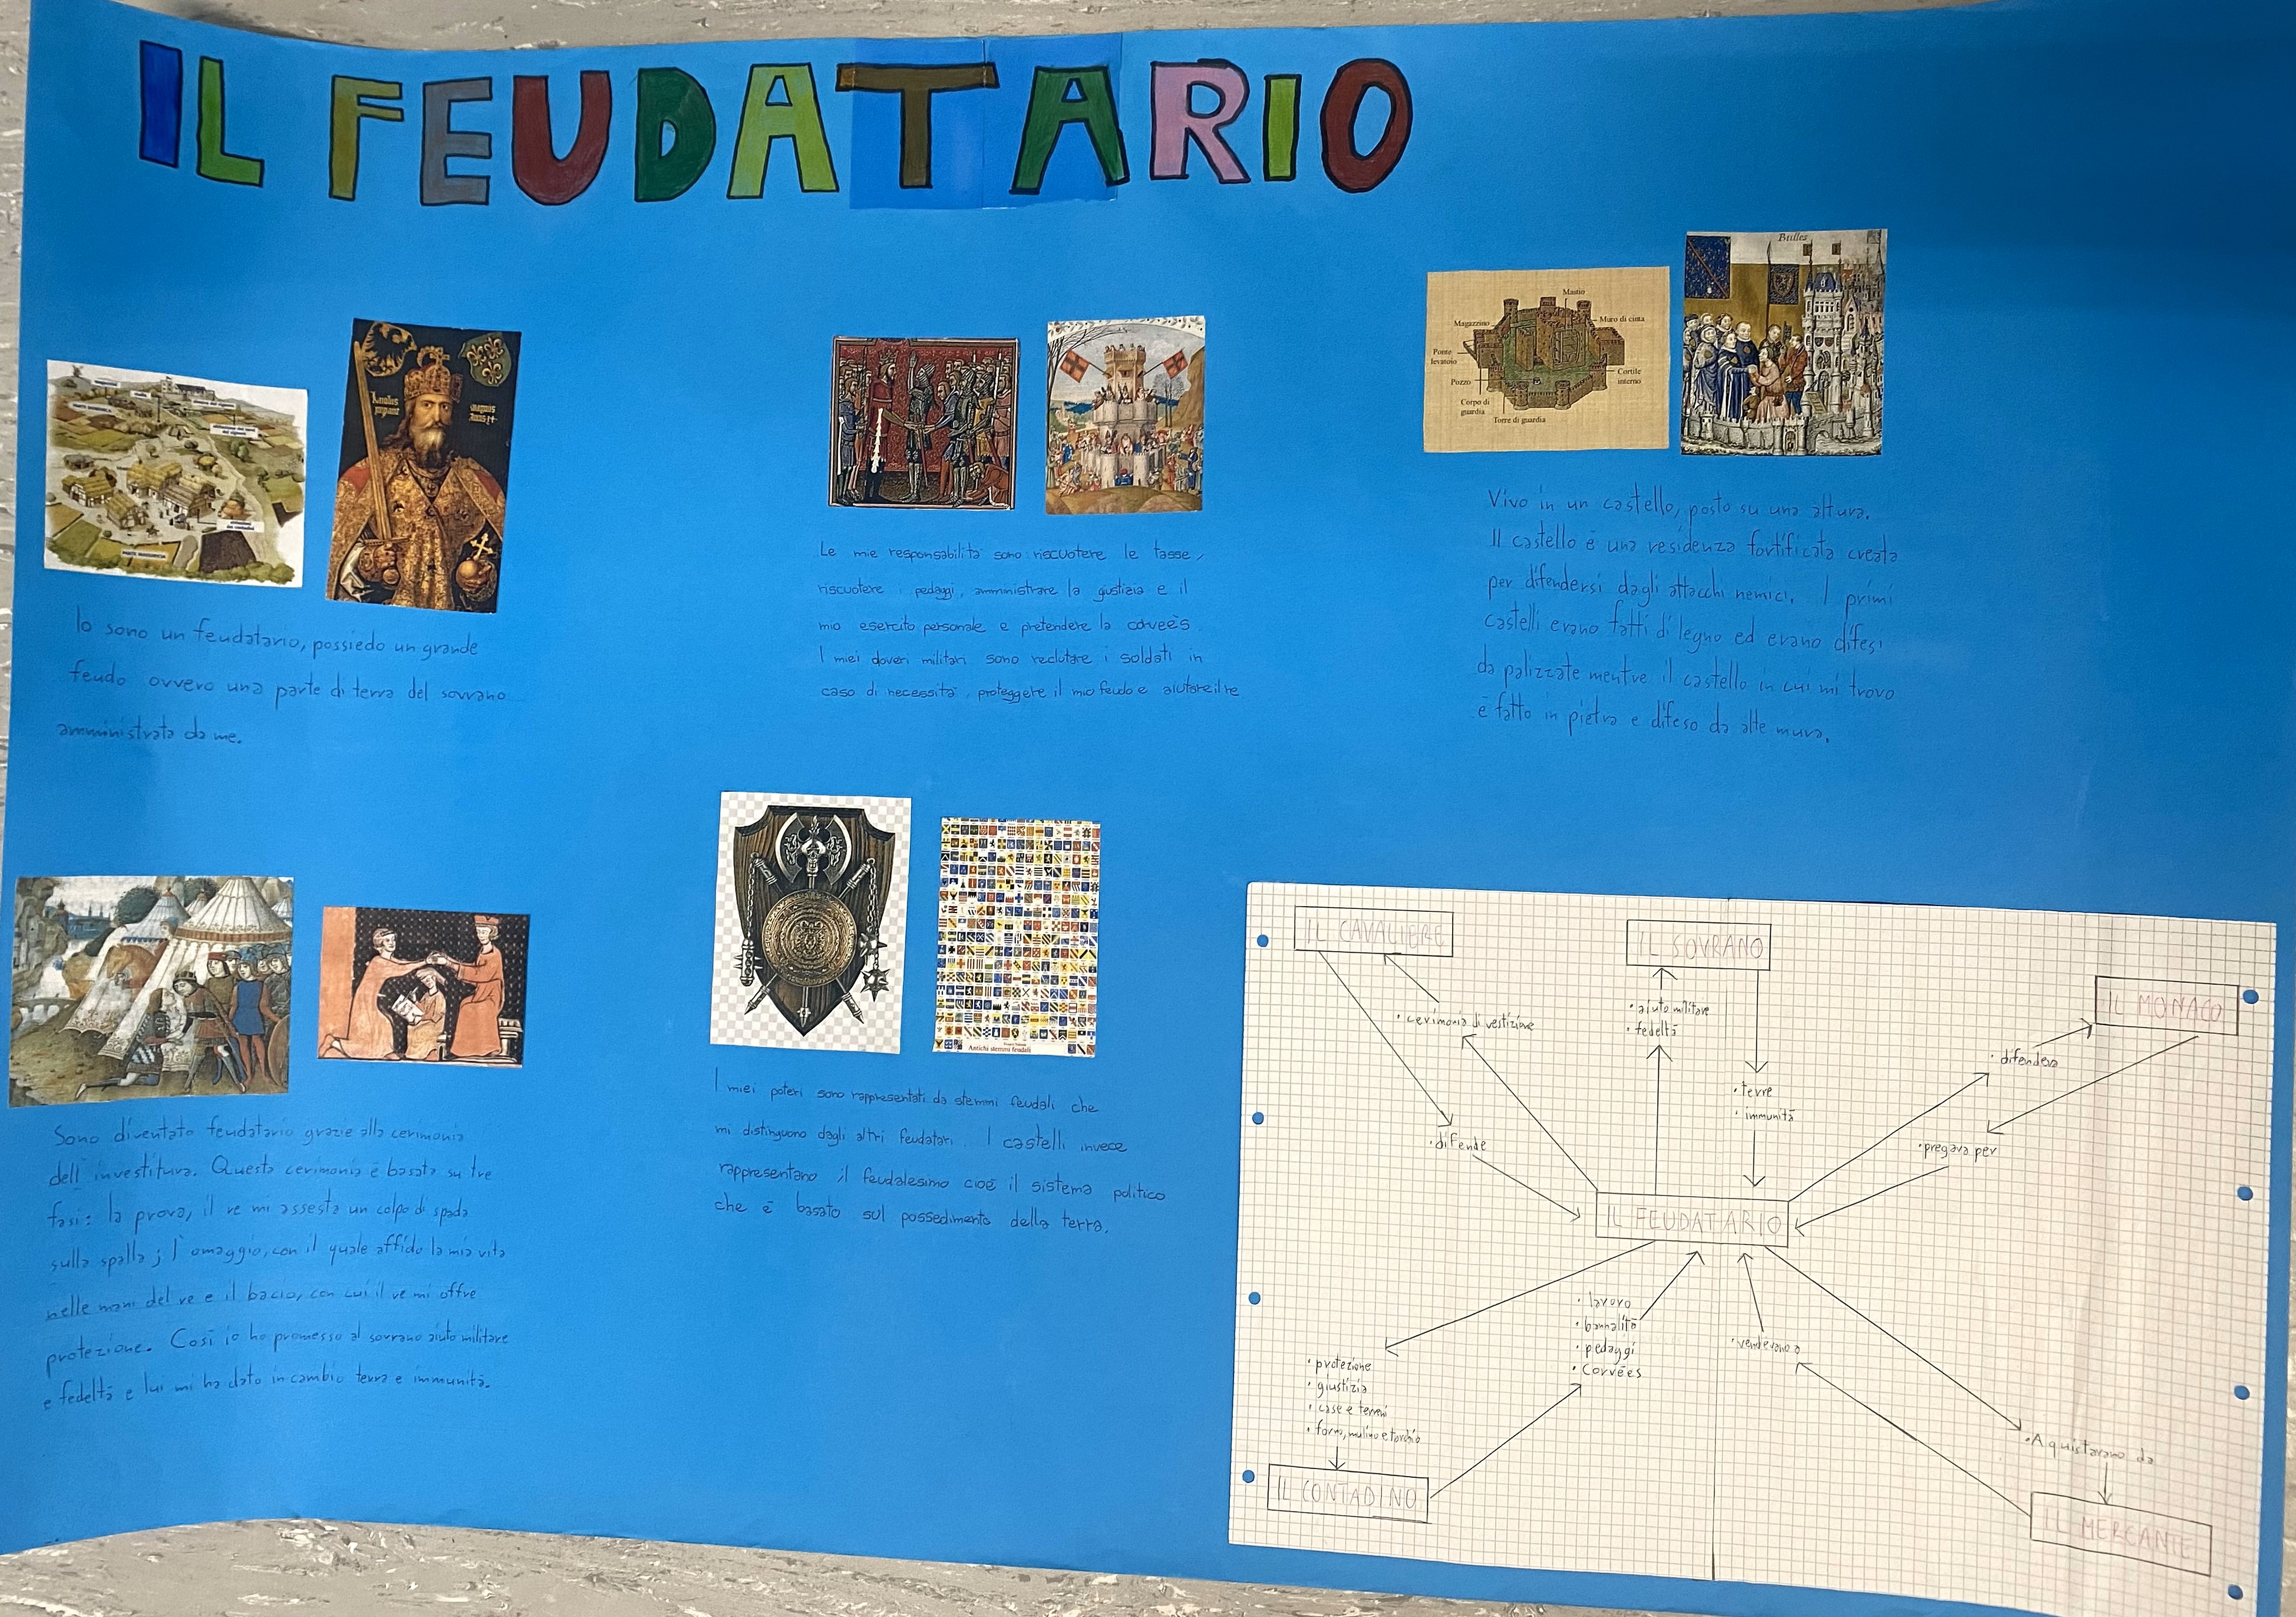 IL FEUDATARIO
Io sono un feudatario, possiedo un grande
feudo ovvero una parte di terra del sovrano
amministrata da me.
Le mie responsabilità sono: riscuotere le tasse,
riscuotere i pedaggi, amministrare la giustizia e il
mio esercito personale e pretendere la corveès.
I miei doveri militari sono reclutare i soldati in
caso di necessità, proteggere il mio feudo e aiutare il re.
Mastio
Magazzino
Muro di cinta
Ponte
levatoio
Cortile
interno
Pozzo
Corpo di
guardia
Torre di guardia
Bulles
Vivo in un castello, posto su una altura.
Il castello è una residenza fortificata creata
per difendersi dagli attacchi nemici. I primi
castelli erano fatti di legno ed erano difesi
da palizzate mentre il castello in cui mi trovo
è fatto in pietra e difeso da alte mura.
Sono diventato feudatario grazie alla cerimonia
dell'investitura. Questa cerimonia è basata su tre
fasi: la prova, il re mi assesta un colpo di spada
sulla spalla; l'omaggio, con il quale affido la mia vita
nelle mani del re e il bacio, con cui il re mi offre
protezione. Così io ho promesso al sovrano aiuto militare
e fedeltà e lui mi ha dato in cambio terra e immunità.
Antichi stemmi feudali
I miei poteri sono rappresentati da stemmi feudali che
mi distinguono dagli altri feudatari. I castelli invece
rappresentano il feudalesimo cioè il sistema politico
che è basato sul possedimento della terra.
IL CAVALIERE
IL SOVRANO
IL MONACO
• cerimonia di vestizione
• aiuto militare
• fedeltà
• difendeva
• terre
• immunità
• difende
• pregava per
IL FEUDATARIO
• lavoro
• bannalità
• pedaggi
• corvées
• vendevano a
• protezione
• giustizia
• case e terreni
• forno, mulino e torchio
• Aquistavano da
IL CONTADINO
IL MERCANTE